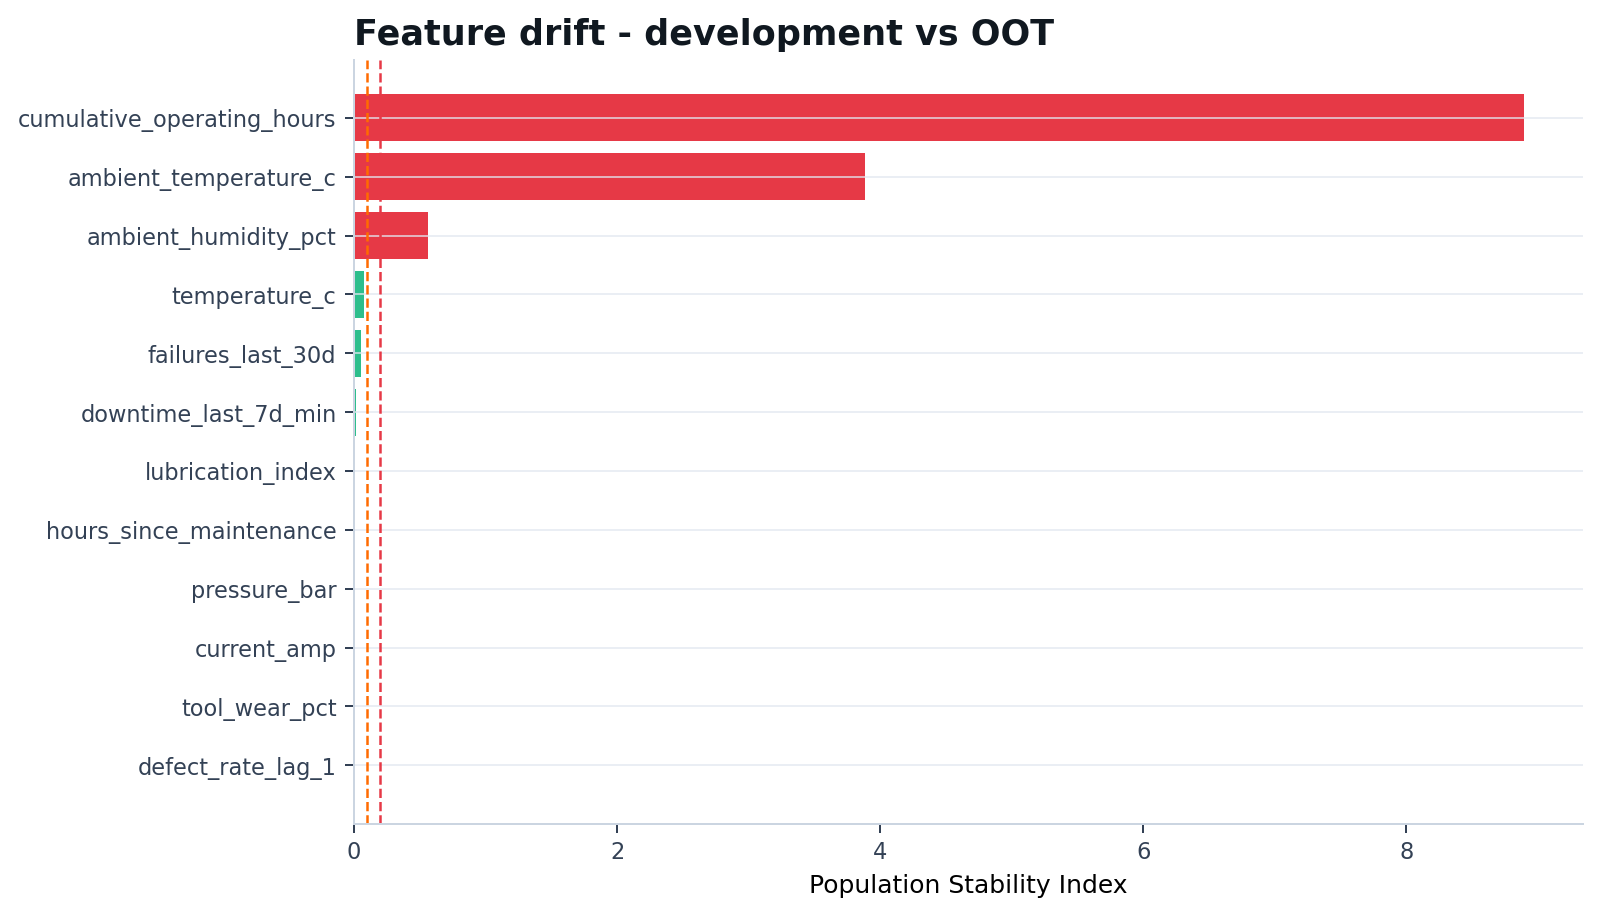 Feature drift - development vs OOT
cumulative_operating_hours
ambient_temperature_c
ambient_humidity_pct
temperature_c
failures_last_30d
downtime_last_7d_min
lubrication_index
hours_since_maintenance
pressure_bar
current_amp
tool_wear_pct
defect_rate_lag_1
0 2 4 6 8
Population Stability Index